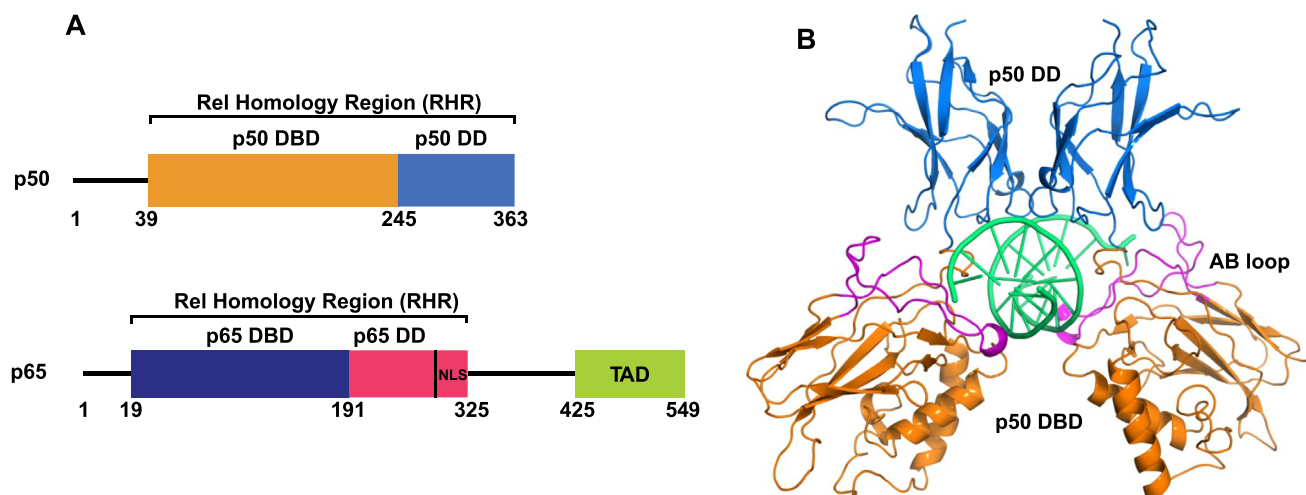 A
Rel Homology Region (RHR)
p50 DBD p50 DD
p50
1 39 245 363
Rel Homology Region (RHR)
p65 DBD p65 DD
p65
NLS
TAD
1 19 191 325 425 549
B
p50 DD
AB loop
p50 DBD